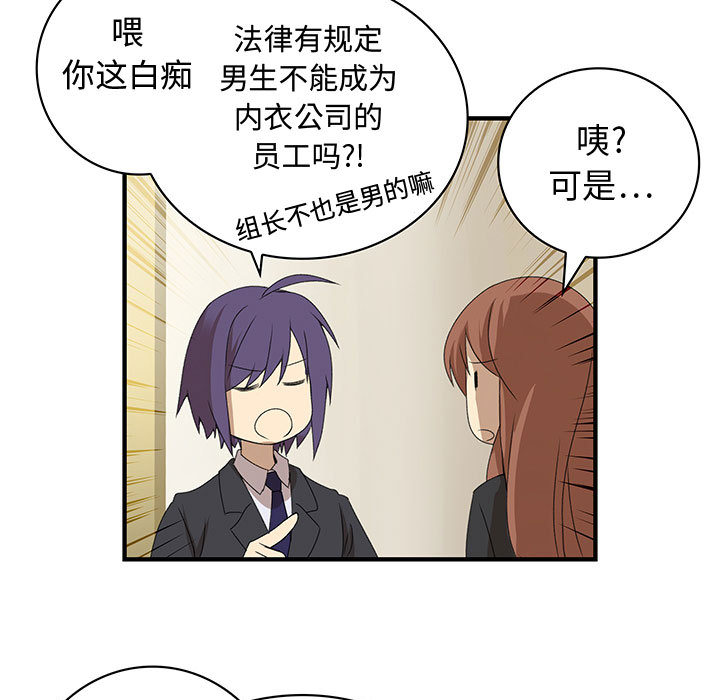 喂
你这白痴
法律有规定
男生不能成为
内衣公司的
员工吗?!
组长不也是男的嘛
咦?
可是...